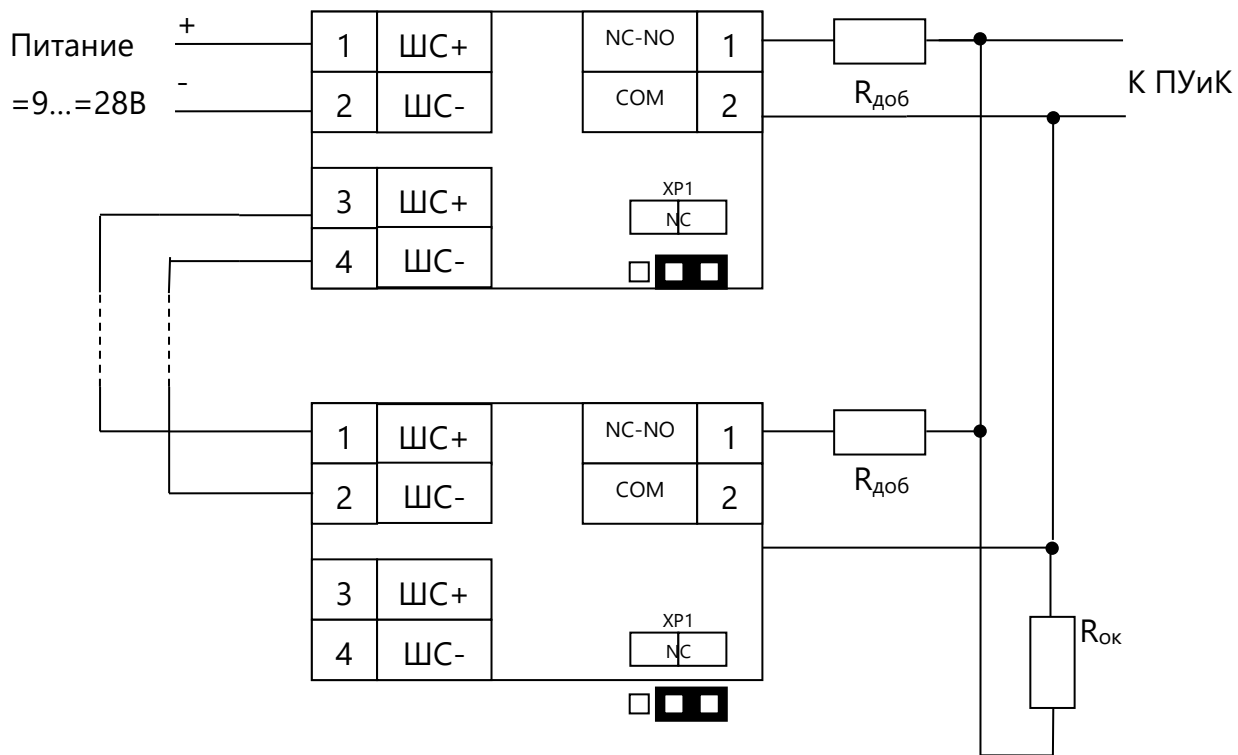 Питание
=9...=28В
+
-
1 ШС+
2 ШС-
3 ШС+
4 ШС-
NC-NO 1
COM 2
XP1
NC
Rдоб
К ПУиК
1 ШС+
2 ШС-
3 ШС+
4 ШС-
NC-NO 1
COM 2
XP1
NC
Rдоб
Rок